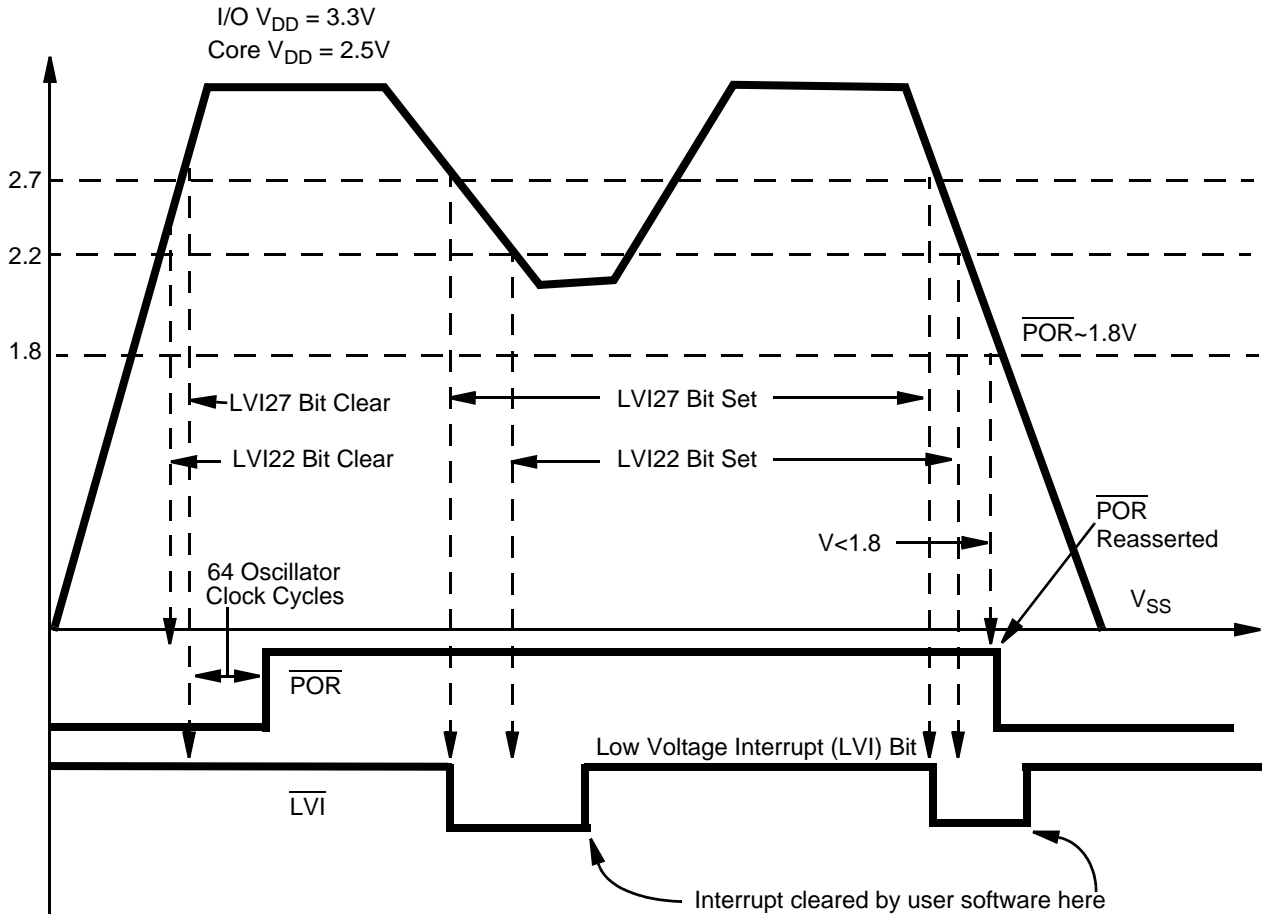 I/O VDD = 3.3V
Core VDD = 2.5V
2.7
2.2
1.8
POR~1.8V
LVI27 Bit Clear
LVI27 Bit Set
LVI22 Bit Clear
LVI22 Bit Set
V<1.8
POR
Reasserted
64 Oscillator
Clock Cycles
VSS
POR
Low Voltage Interrupt (LVI) Bit
LVI
Interrupt cleared by user software here